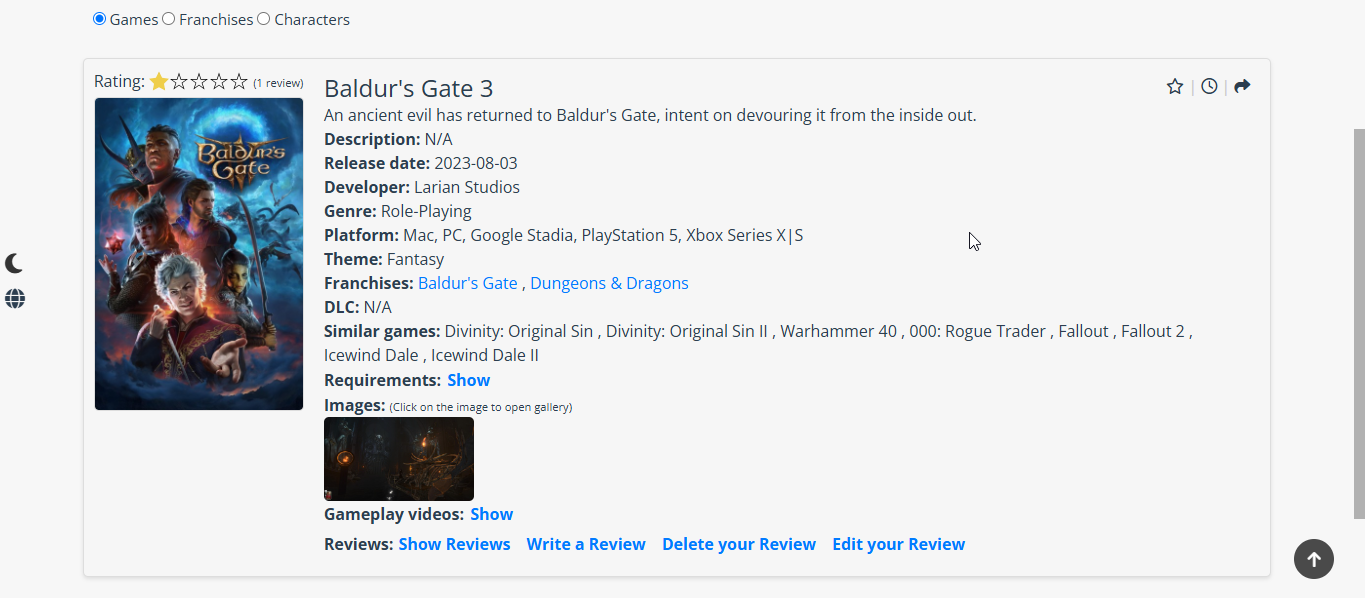 Games Franchises Characters
Rating: (1 review)
Baldur's Gate
Baldur's Gate 3
An ancient evil has returned to Baldur's Gate, intent on devouring it from the inside out.
Description: N/A
Release date: 2023-08-03
Developer: Larian Studios
Genre: Role-Playing
Platform: Mac, PC, Google Stadia, PlayStation 5, Xbox Series X|S
Theme: Fantasy
Franchises: Baldur's Gate , Dungeons & Dragons
DLC: N/A
Similar games: Divinity: Original Sin , Divinity: Original Sin II , Warhammer 40 , 000: Rogue Trader , Fallout , Fallout 2 ,
Icewind Dale , Icewind Dale II
Requirements: Show
Images: (Click on the image to open gallery)
Gameplay videos: Show
Reviews: Show Reviews Write a Review Delete your Review Edit your Review